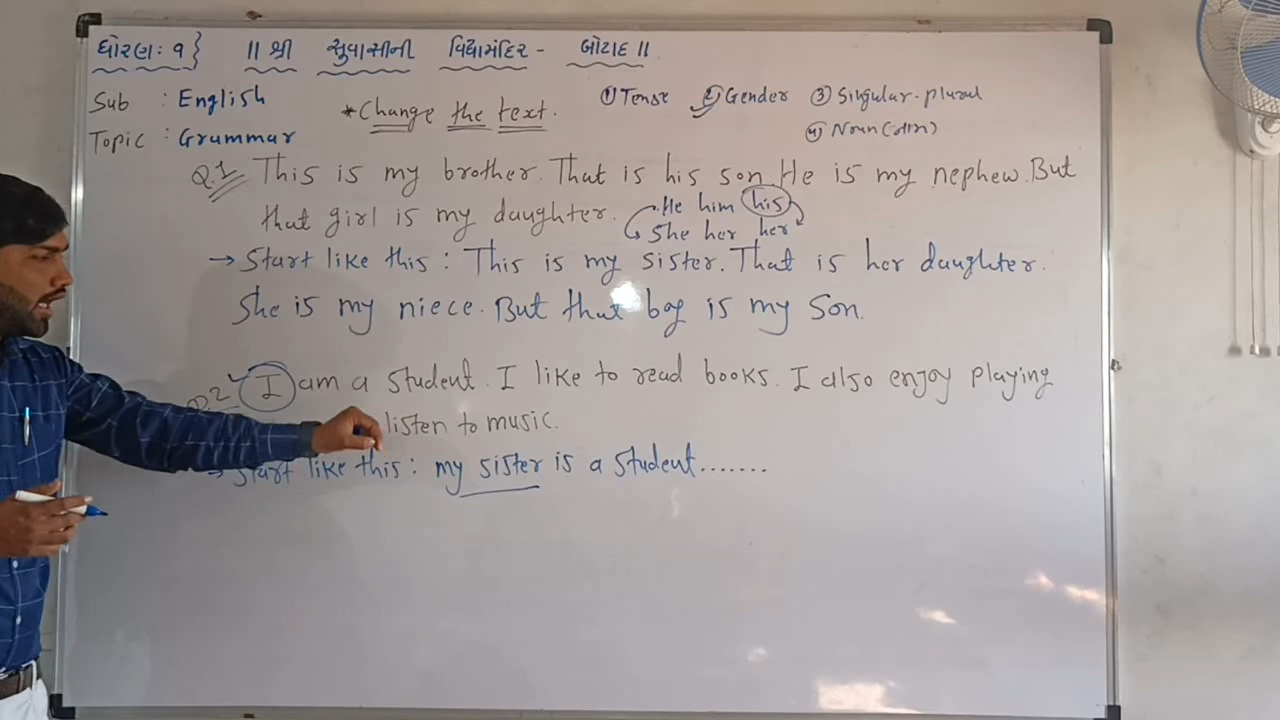 ધોરણ: ૧} ॥ શ્રી સુવાસીની વિદ્યામંદિર - બોટાદ ॥
Sub : English
*Change the text.
① Tense ② Gender ③ Singular-plural
④ Noun (નામ)
Topic : Grammar
Q.1 This is my brother. That is his son. He is my nephew. But
that girl is my daughter.
He him his
She her her
→ Start like this : This is my sister. That is her daughter.
She is my niece. But that boy is my son.
Q.2 I am a student. I like to read books. I also enjoy playing
listen to music.
→ Start like this : my sister is a student.......